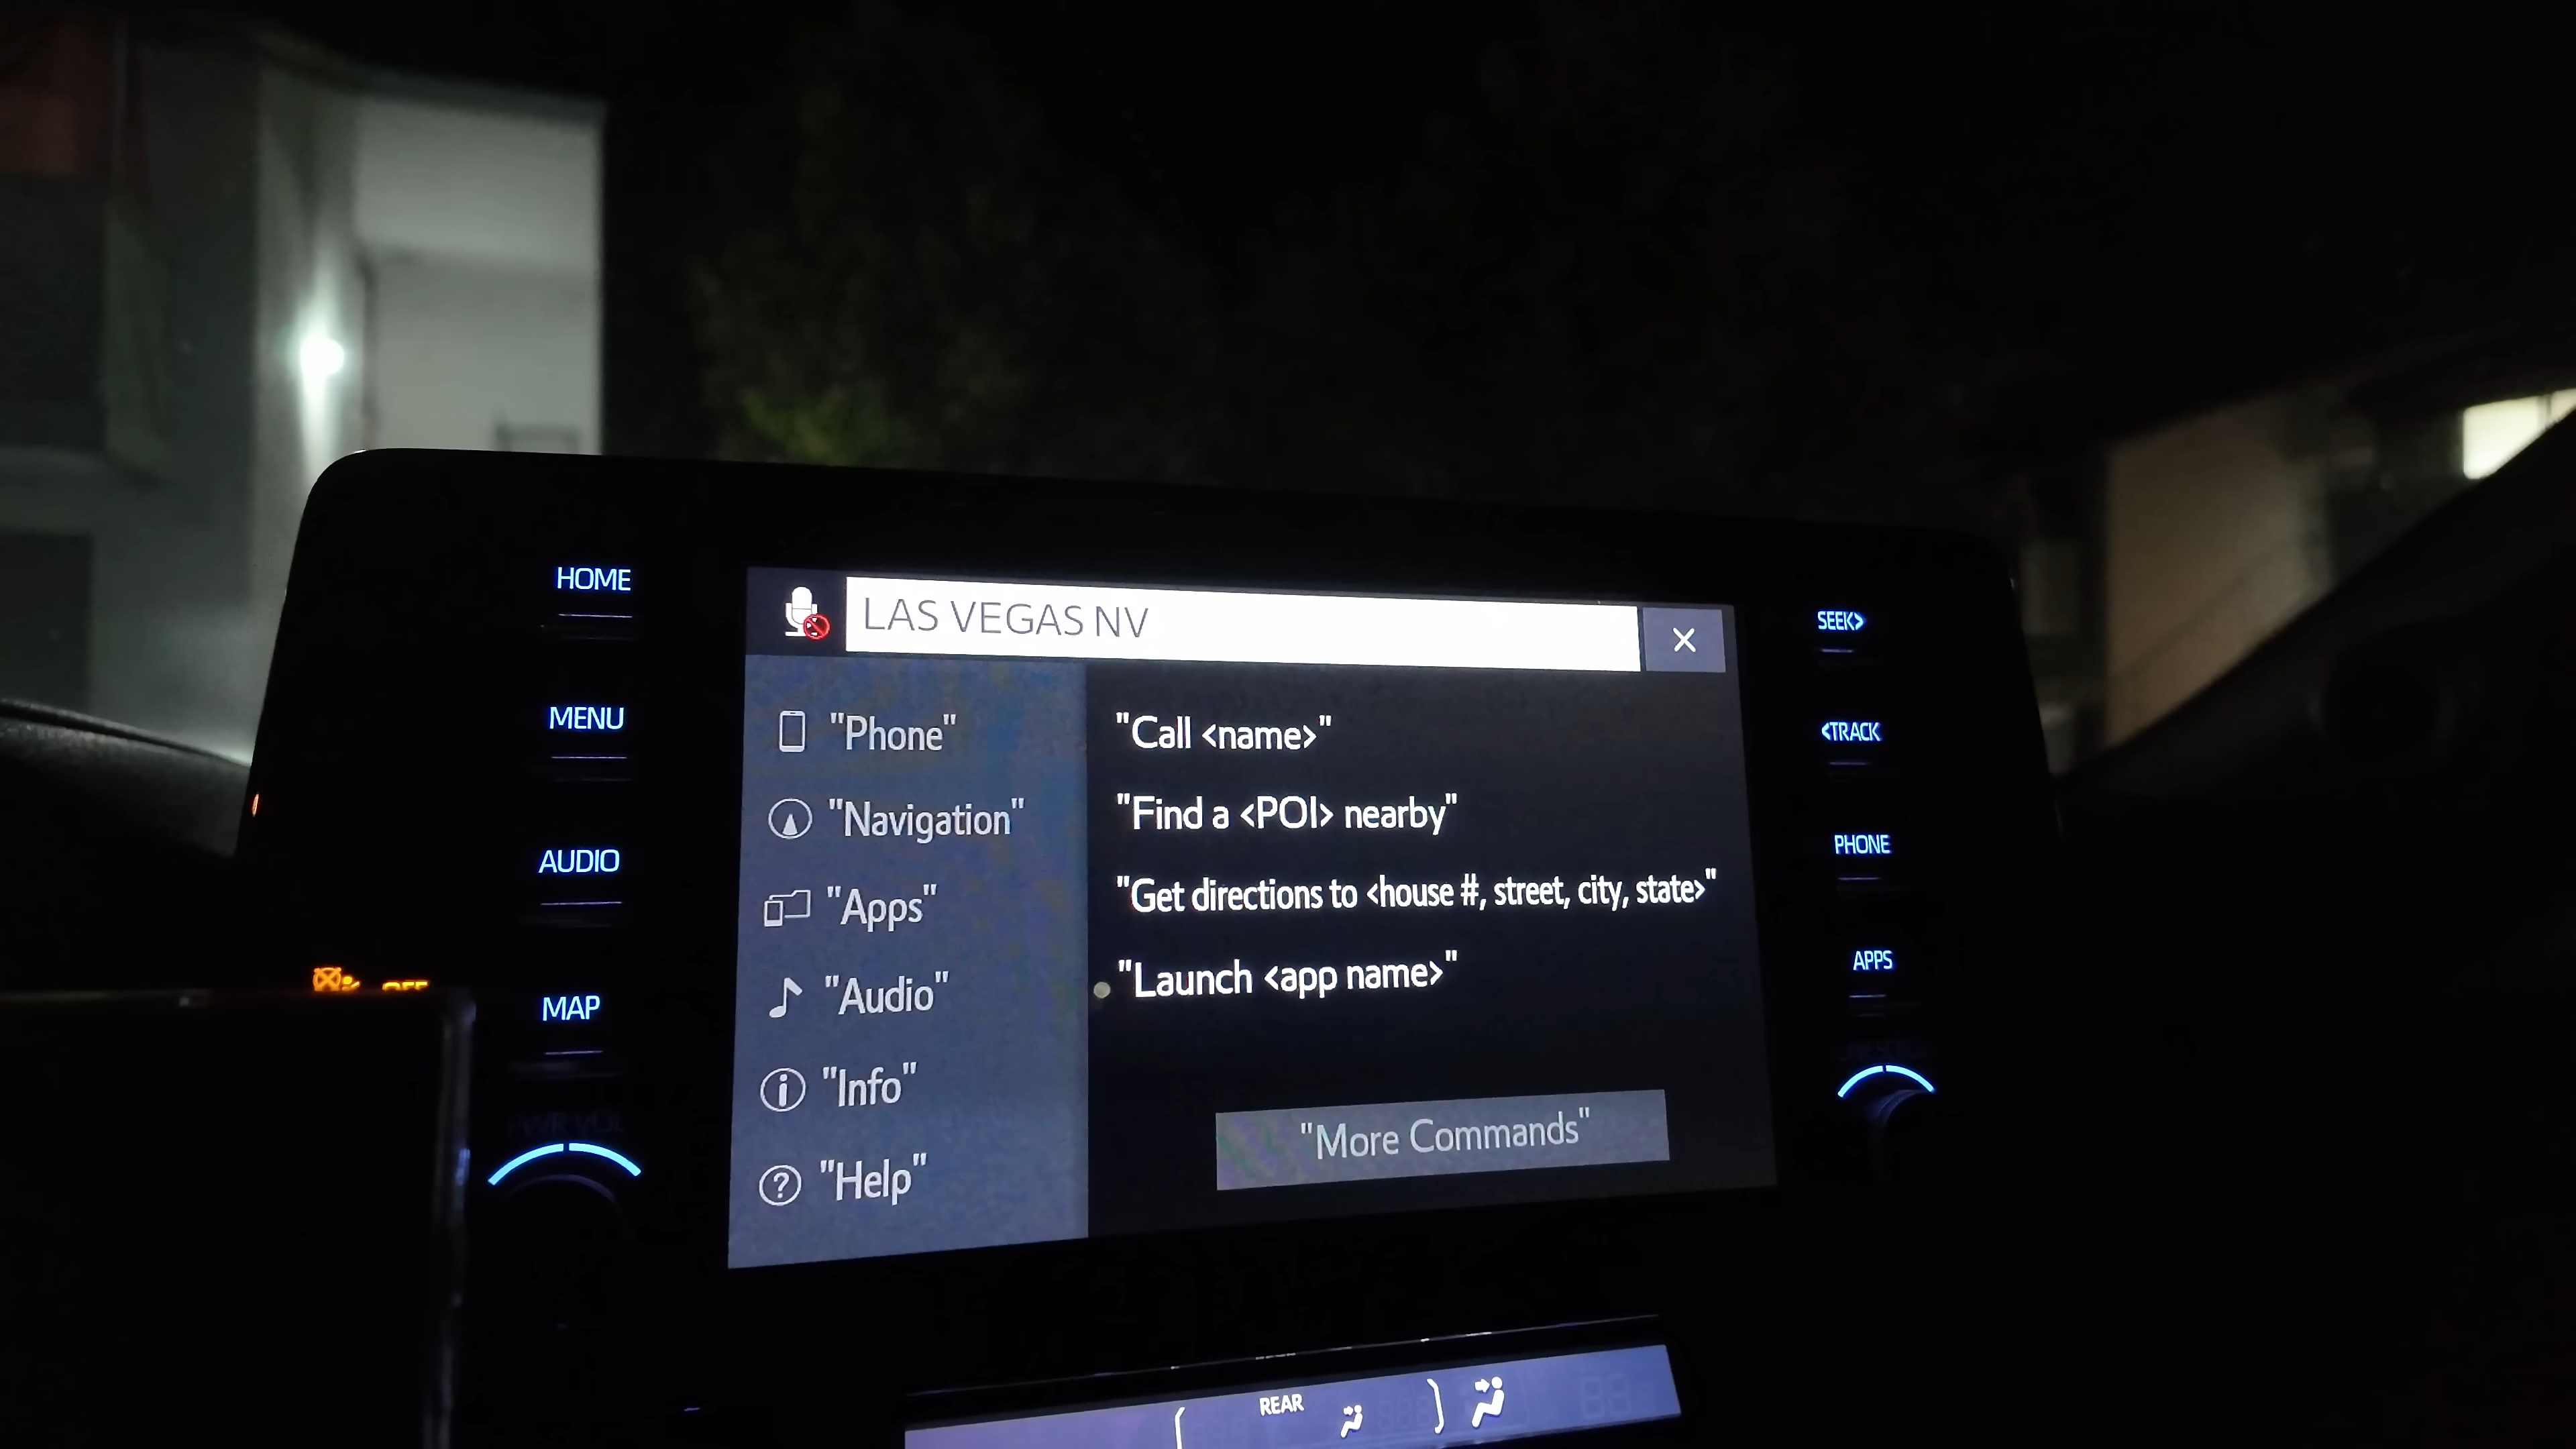 HOME
MENU
AUDIO
MAP
OFF
LAS VEGAS NV
"Phone"
"Navigation"
"Apps"
"Audio"
"Info"
"Help"
"Call <name>"
"Find a <POI> nearby"
"Get directions to <house #, street, city, state>"
"Launch <app name>"
"More Commands"
SEEK>
<TRACK
PHONE
APPS
REAR